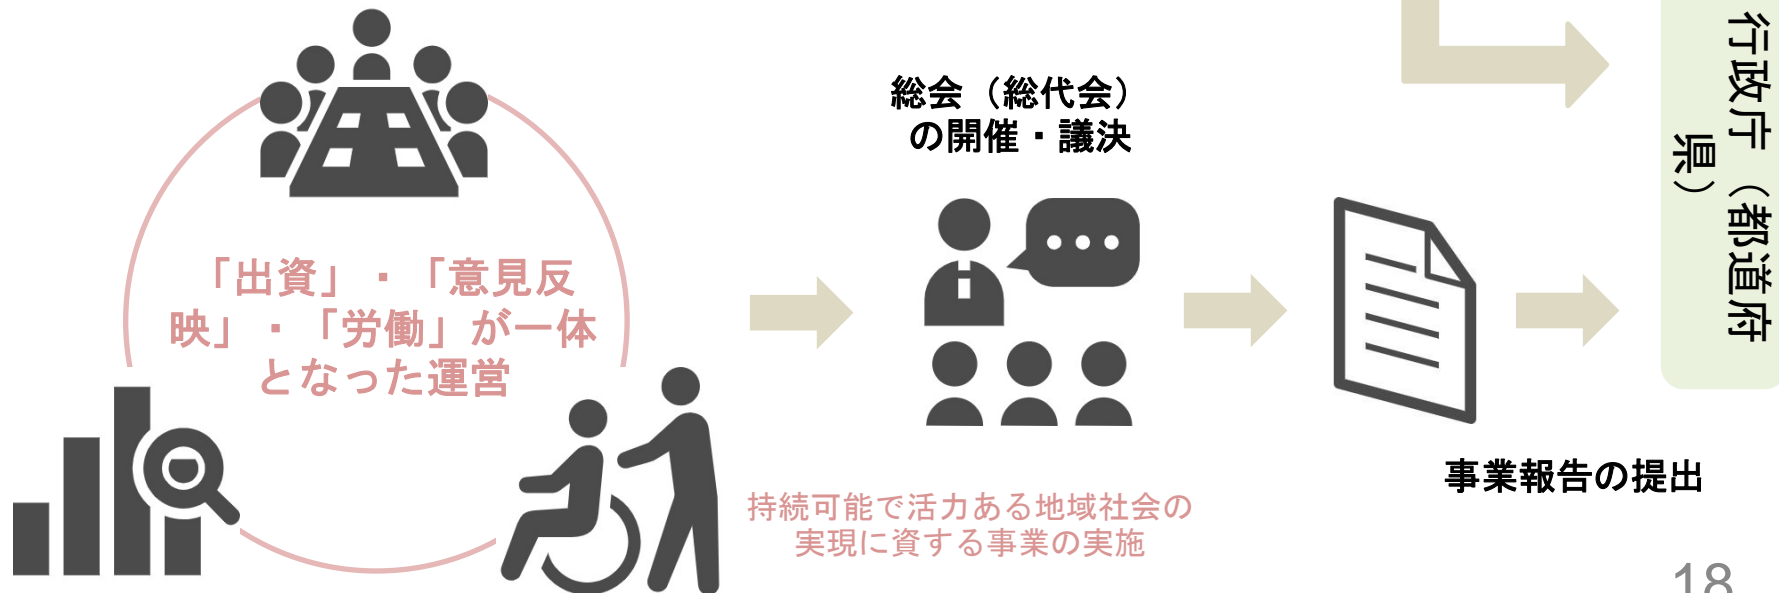 総会（総代会）
の開催・議決
「出資」・「意見反
映」・「労働」が一体
となった運営
持続可能で活力ある地域社会の
実現に資する事業の実施
事業報告の提出
行政庁（都道府
県）
18